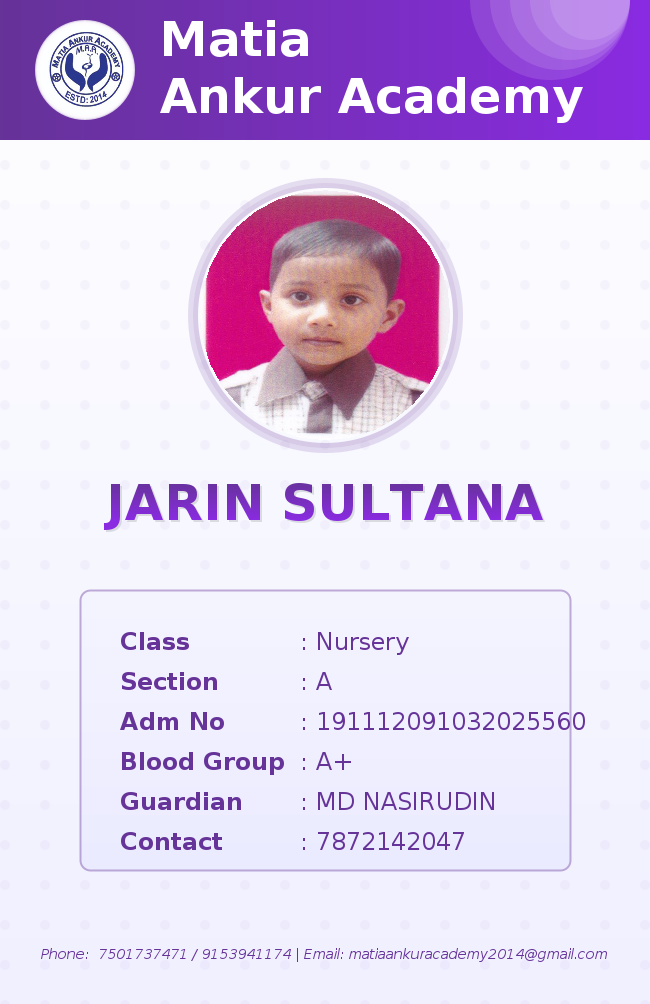 Matia
Ankur Academy
MATIA ANKUR ACADEMY
M.A.A
ESTD: 2014
JARIN SULTANA
Class : Nursery
Section : A
Adm No : 191112091032025560
Blood Group : A+
Guardian : MD NASIRUDIN
Contact : 7872142047
Phone: 7501737471 / 9153941174 | Email: matiaankuracademy2014@gmail.com